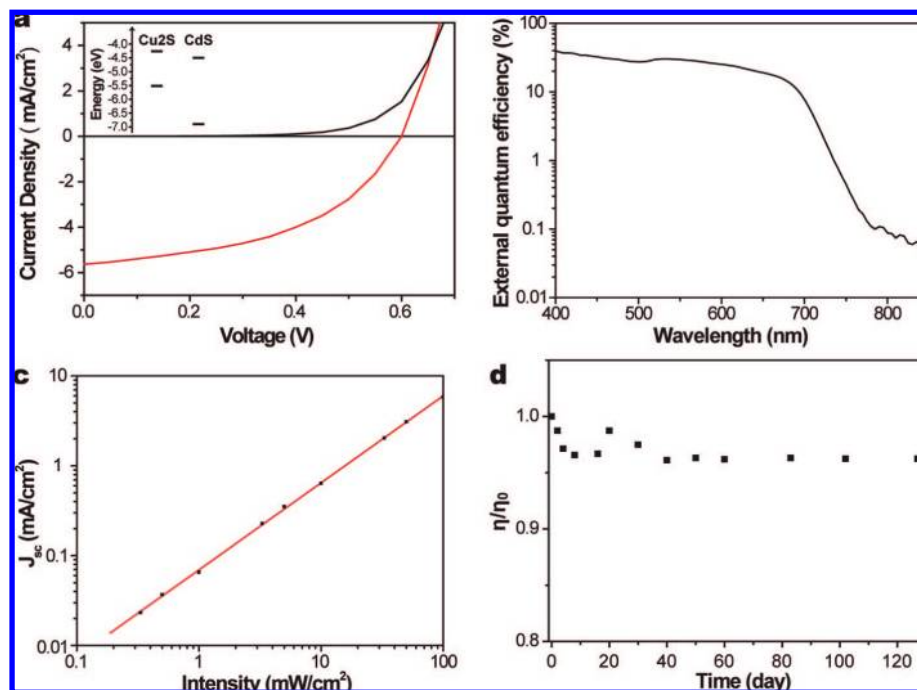 a
Current Density ( mA/cm²)
4
2
0
-2
-4
-6
0.0 0.2 0.4 0.6
Voltage (V)
Energy (eV)
-4.0
-4.5
-5.0
-5.5
-6.0
-6.5
-7.0
Cu2S CdS
External quantum efficiency (%)
100
10
1
0.1
0.01
400 500 600 700 800
Wavelength (nm)
c
Jsc (mA/cm²)
10
1
0.1
0.01
0.1 1 10 100
Intensity (mW/cm²)
d
η/η₀
1.0
0.9
0.8
0 20 40 60 80 100 120
Time (day)